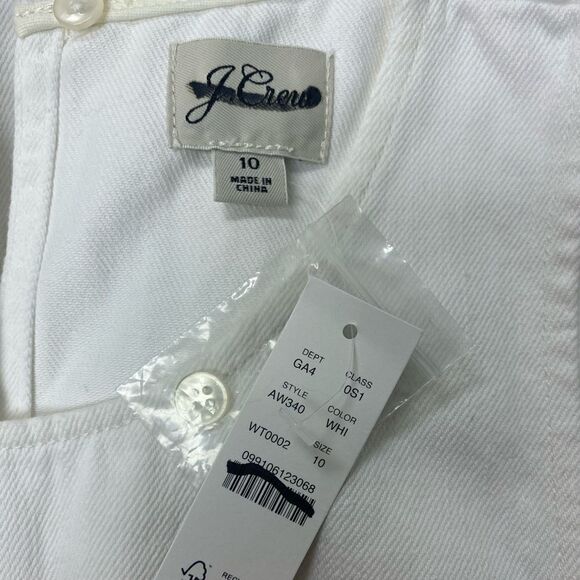 J.Crew
10
MADE IN
CHINA
DEPT CLASS
GA4 0S1
STYLE COLOR
AW340 WHI
WT0002 SIZE
10
099106123068